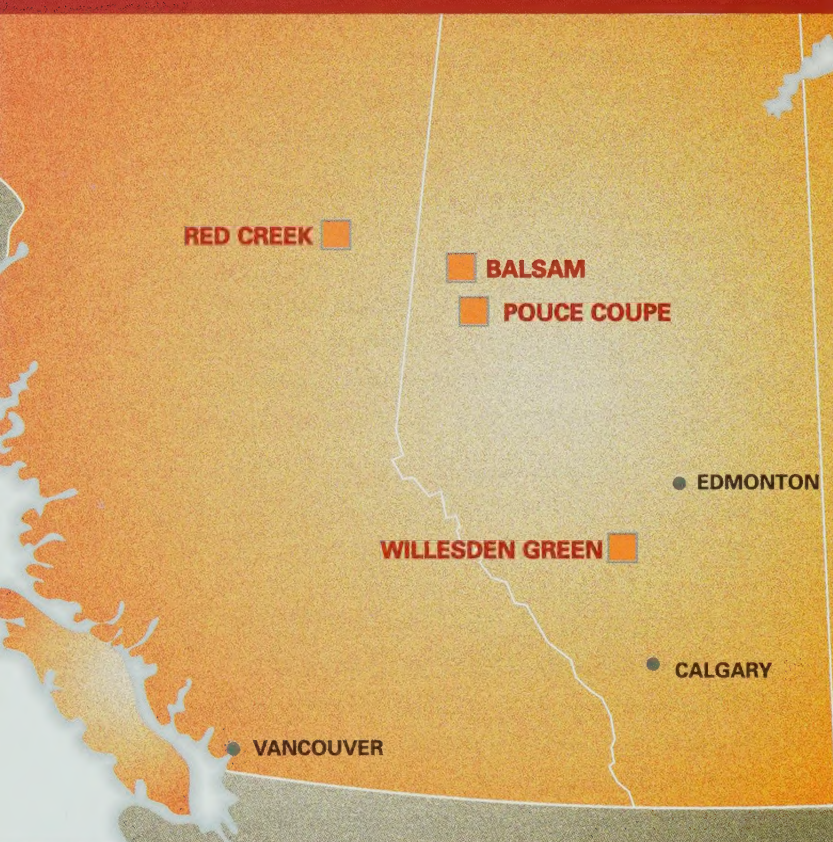 RED CREEK
BALSAM
POUCE COUPE
EDMONTON
WILLESDEN GREEN
CALGARY
VANCOUVER